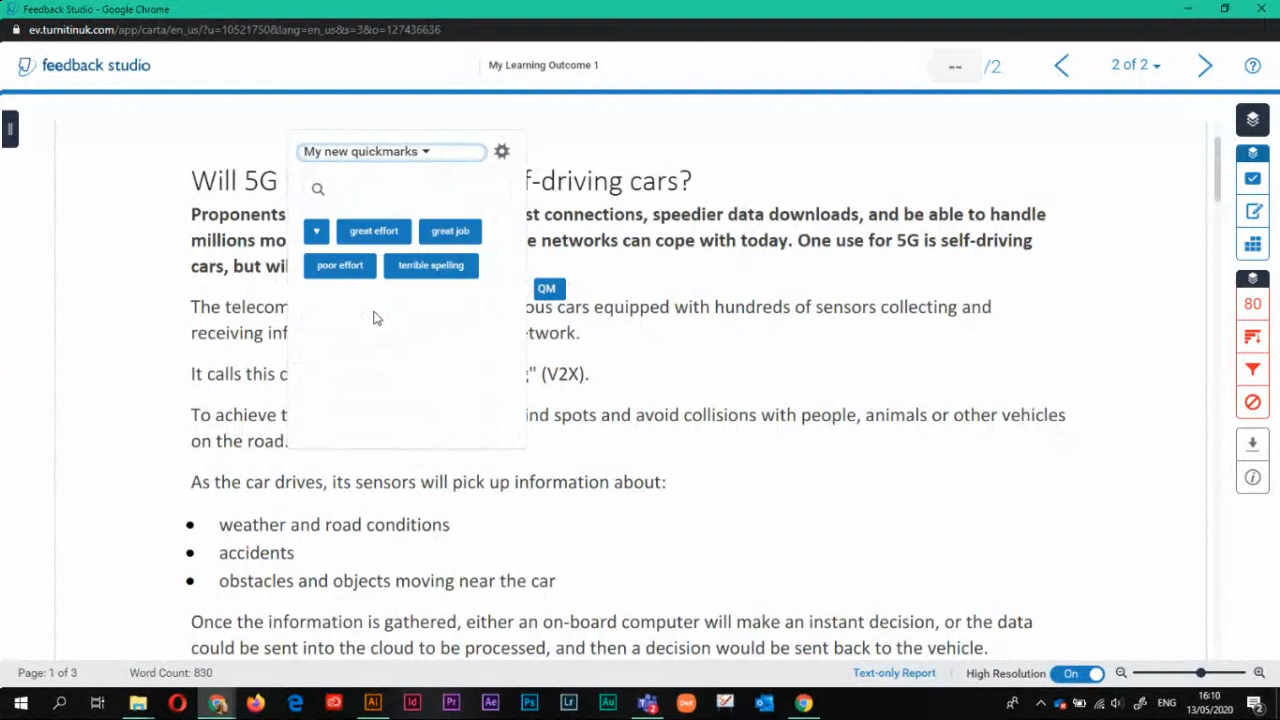 Feedback Studio - Google Chrome
ev.turnitinuk.com/app/carta/en_us/?u=10521750&lang=en_us&s=3&o=127436636
feedback studio
My Learning Outcome 1
-- /2
2 of 2
My new quickmarks
Will 5G f-driving cars?
great effort great job
poor effort terrible spelling
QM
Proponents st connections, speedier data downloads, and be able to handle
millions mo e networks can cope with today. One use for 5G is self-driving
cars, but wil
The telecom ous cars equipped with hundreds of sensors collecting and
receiving inf twork.
It calls this c " (V2X).
To achieve t ind spots and avoid collisions with people, animals or other vehicles
on the road.
As the car drives, its sensors will pick up information about:
• weather and road conditions
• accidents
• obstacles and objects moving near the car
Once the information is gathered, either an on-board computer will make an instant decision, or the data
could be sent into the cloud to be processed, and then a decision would be sent back to the vehicle.
80
Page: 1 of 3 Word Count: 830 Text-only Report High Resolution On
Ai Id Pr Ae Ps Lr Au
ENG
16:10
13/05/2020